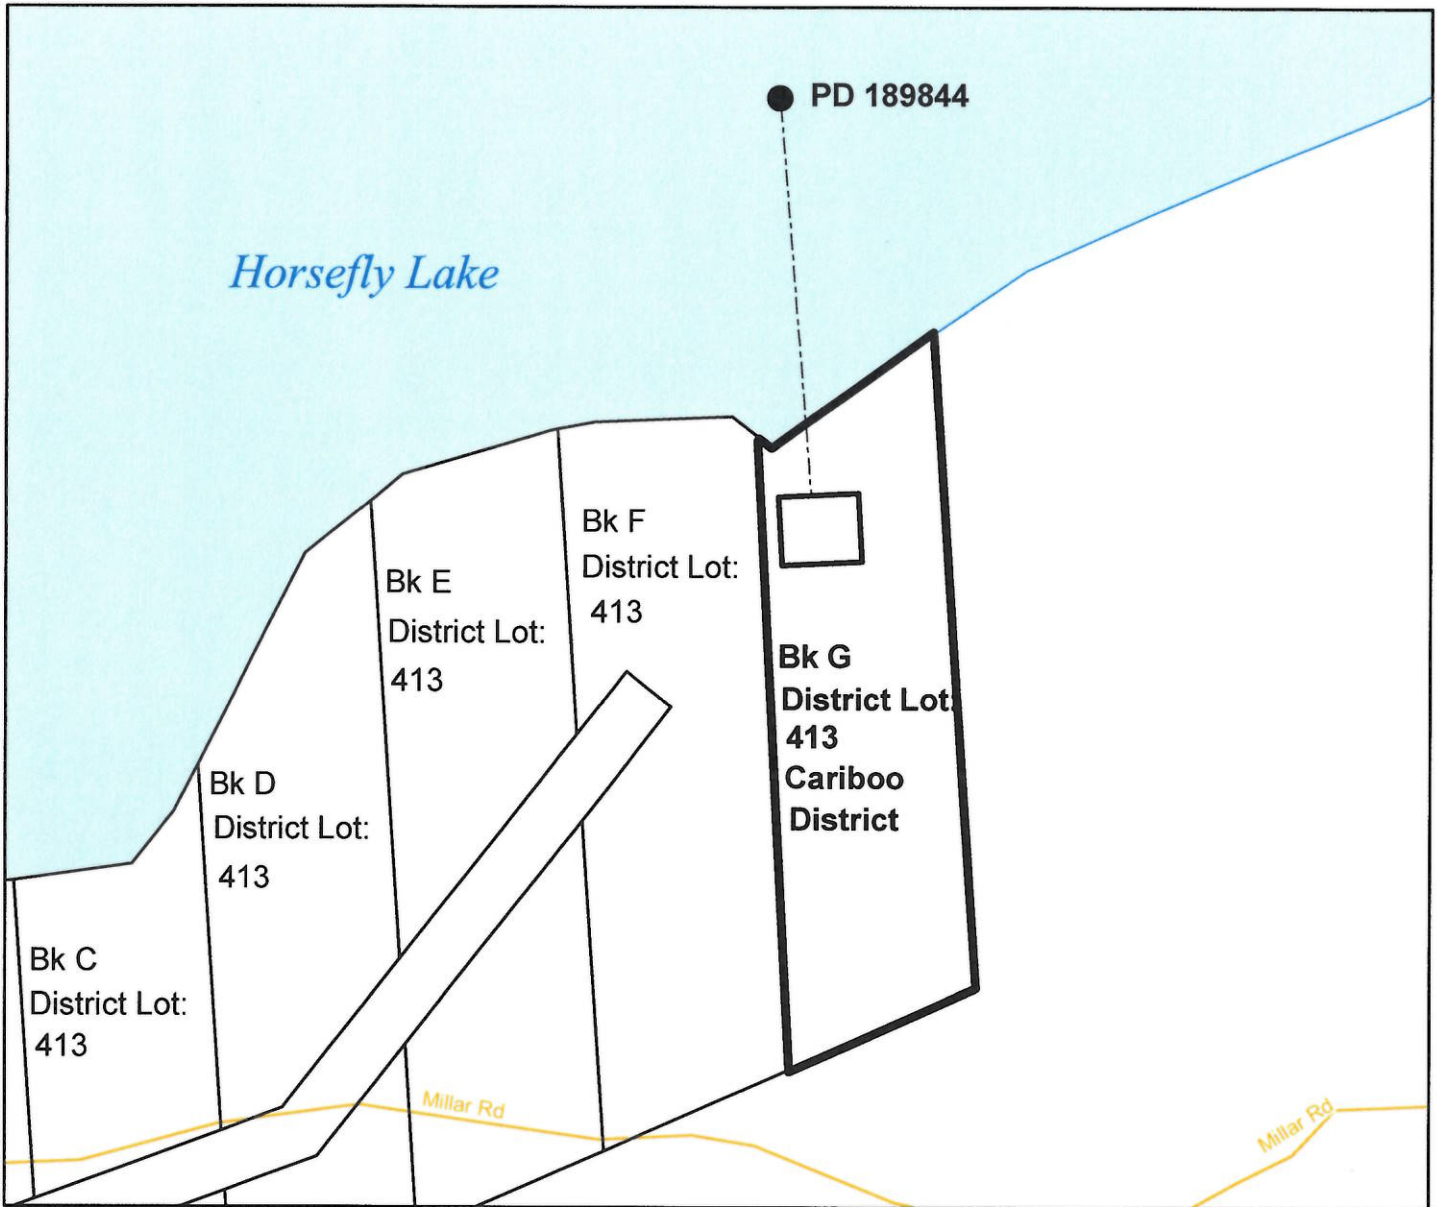 PD 189844
Horsefly Lake
Bk F
District Lot:
413
Bk E
District Lot:
413
Bk G
District Lot:
413
Cariboo
District
Bk D
District Lot:
413
Bk C
District Lot:
413
Millar Rd
Millar Rd